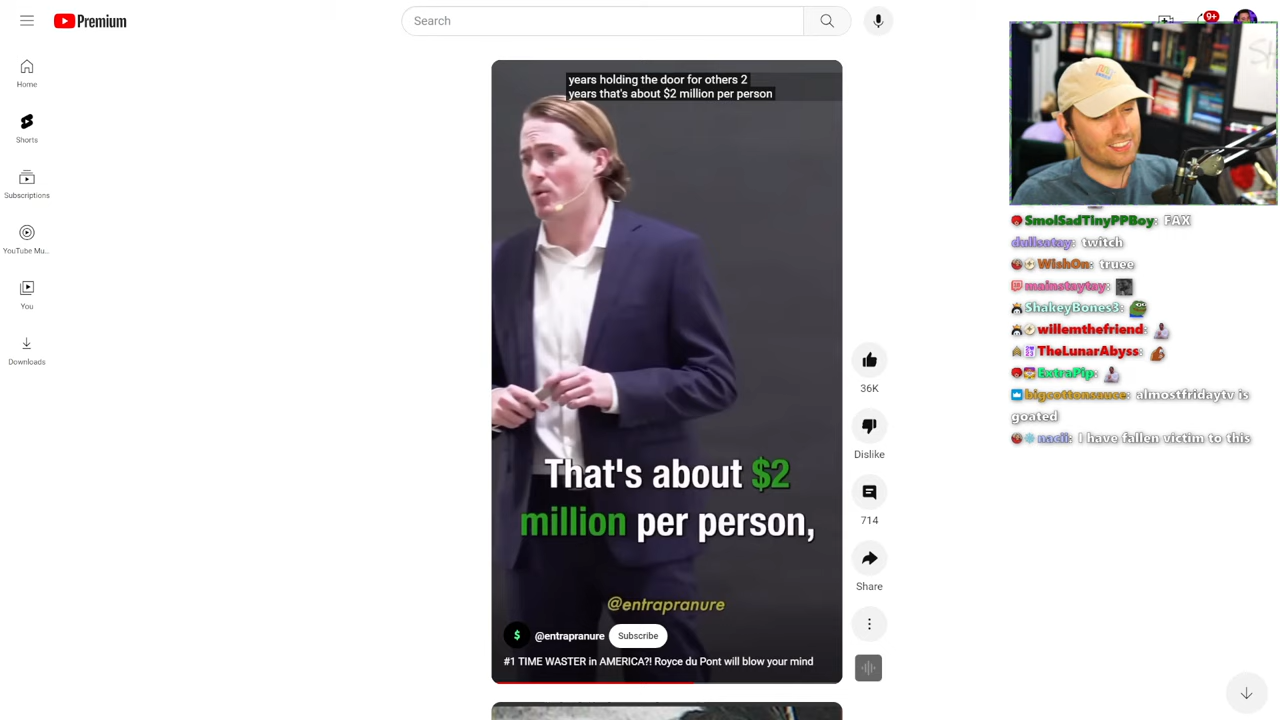 Premium
Search
9+
Home
Shorts
Subscriptions
YouTube Mu...
You
Downloads
years holding the door for others 2
years that's about $2 million per person
That's about $2
million per person,
@entrapranure
$
@entrapranure
Subscribe
#1 TIME WASTER in AMERICA?! Royce du Pont will blow your mind
36K
Dislike
714
Share
SmolSadTinyPPBoy: FAX
dullsatay: twitch
WishOn: truee
mainstaytay:
ShakeyBones3:
willemthefriend:
TheLunarAbyss:
ExtraPip:
bigcottonsauce: almostfridaytv is
goated
nacii: I have fallen victim to this